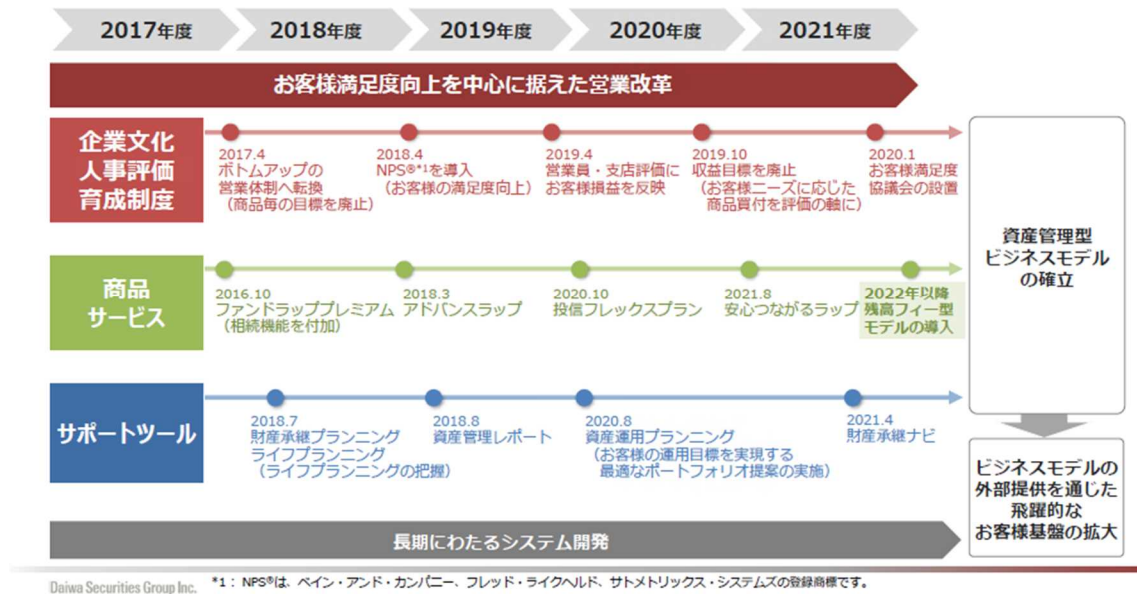 2017年度
2018年度
2019年度
2020年度
2021年度
お客様満足度向上を中心に据えた営業改革
企業文化
人事評価
育成制度
2017.4
ボトムアップの
営業体制へ転換
（商品毎の目標を廃止）
2018.4
NPS®*1を導入
（お客様の満足度向上）
2019.4
営業員・支店評価に
お客様損益を反映
2019.10
収益目標を廃止
（お客様ニーズに応じた
商品買付を評価の軸に）
2020.1
お客様満足度
協議会の設置
商品
サービス
2016.10
ファンドラッププレミアム
（相続機能を付加）
2018.3
アドバンスラップ
2020.10
投信フレックスプラン
2021.8
安心つながるラップ
2022年以降
残高フィー型
モデルの導入
サポートツール
2018.7
財産承継プランニング
ライフプランニング
（ライフプランニングの把握）
2018.8
資産管理レポート
2020.8
資産運用プランニング
（お客様の運用目標を実現する
最適なポートフォリオ提案の実施）
2021.4
財産承継ナビ
資産管理型
ビジネスモデル
の確立
ビジネスモデルの
外部提供を通じた
飛躍的な
お客様基盤の拡大
長期にわたるシステム開発
Daiwa Securities Group Inc.
*1： NPS®は、ベイン・アンド・カンパニー、フレッド・ライクヘルド、サトメトリックス・システムズの登録商標です。